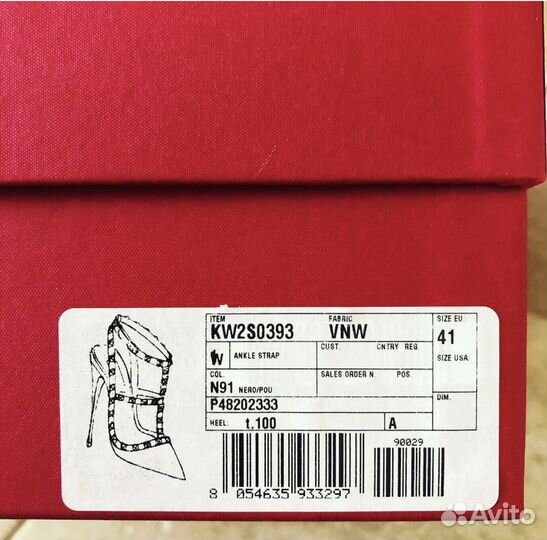 ITEM FABRIC SIZE EU:
KW2S0393 VNW 41
ANKLE STRAP CUST. CNTRY REG. SIZE USA.
COL. SALES ORDER N. POS.
N91 NERO/POU
P48202333 DIM.
HEEL: t.100 A
90029
8 054635 933297
Avito